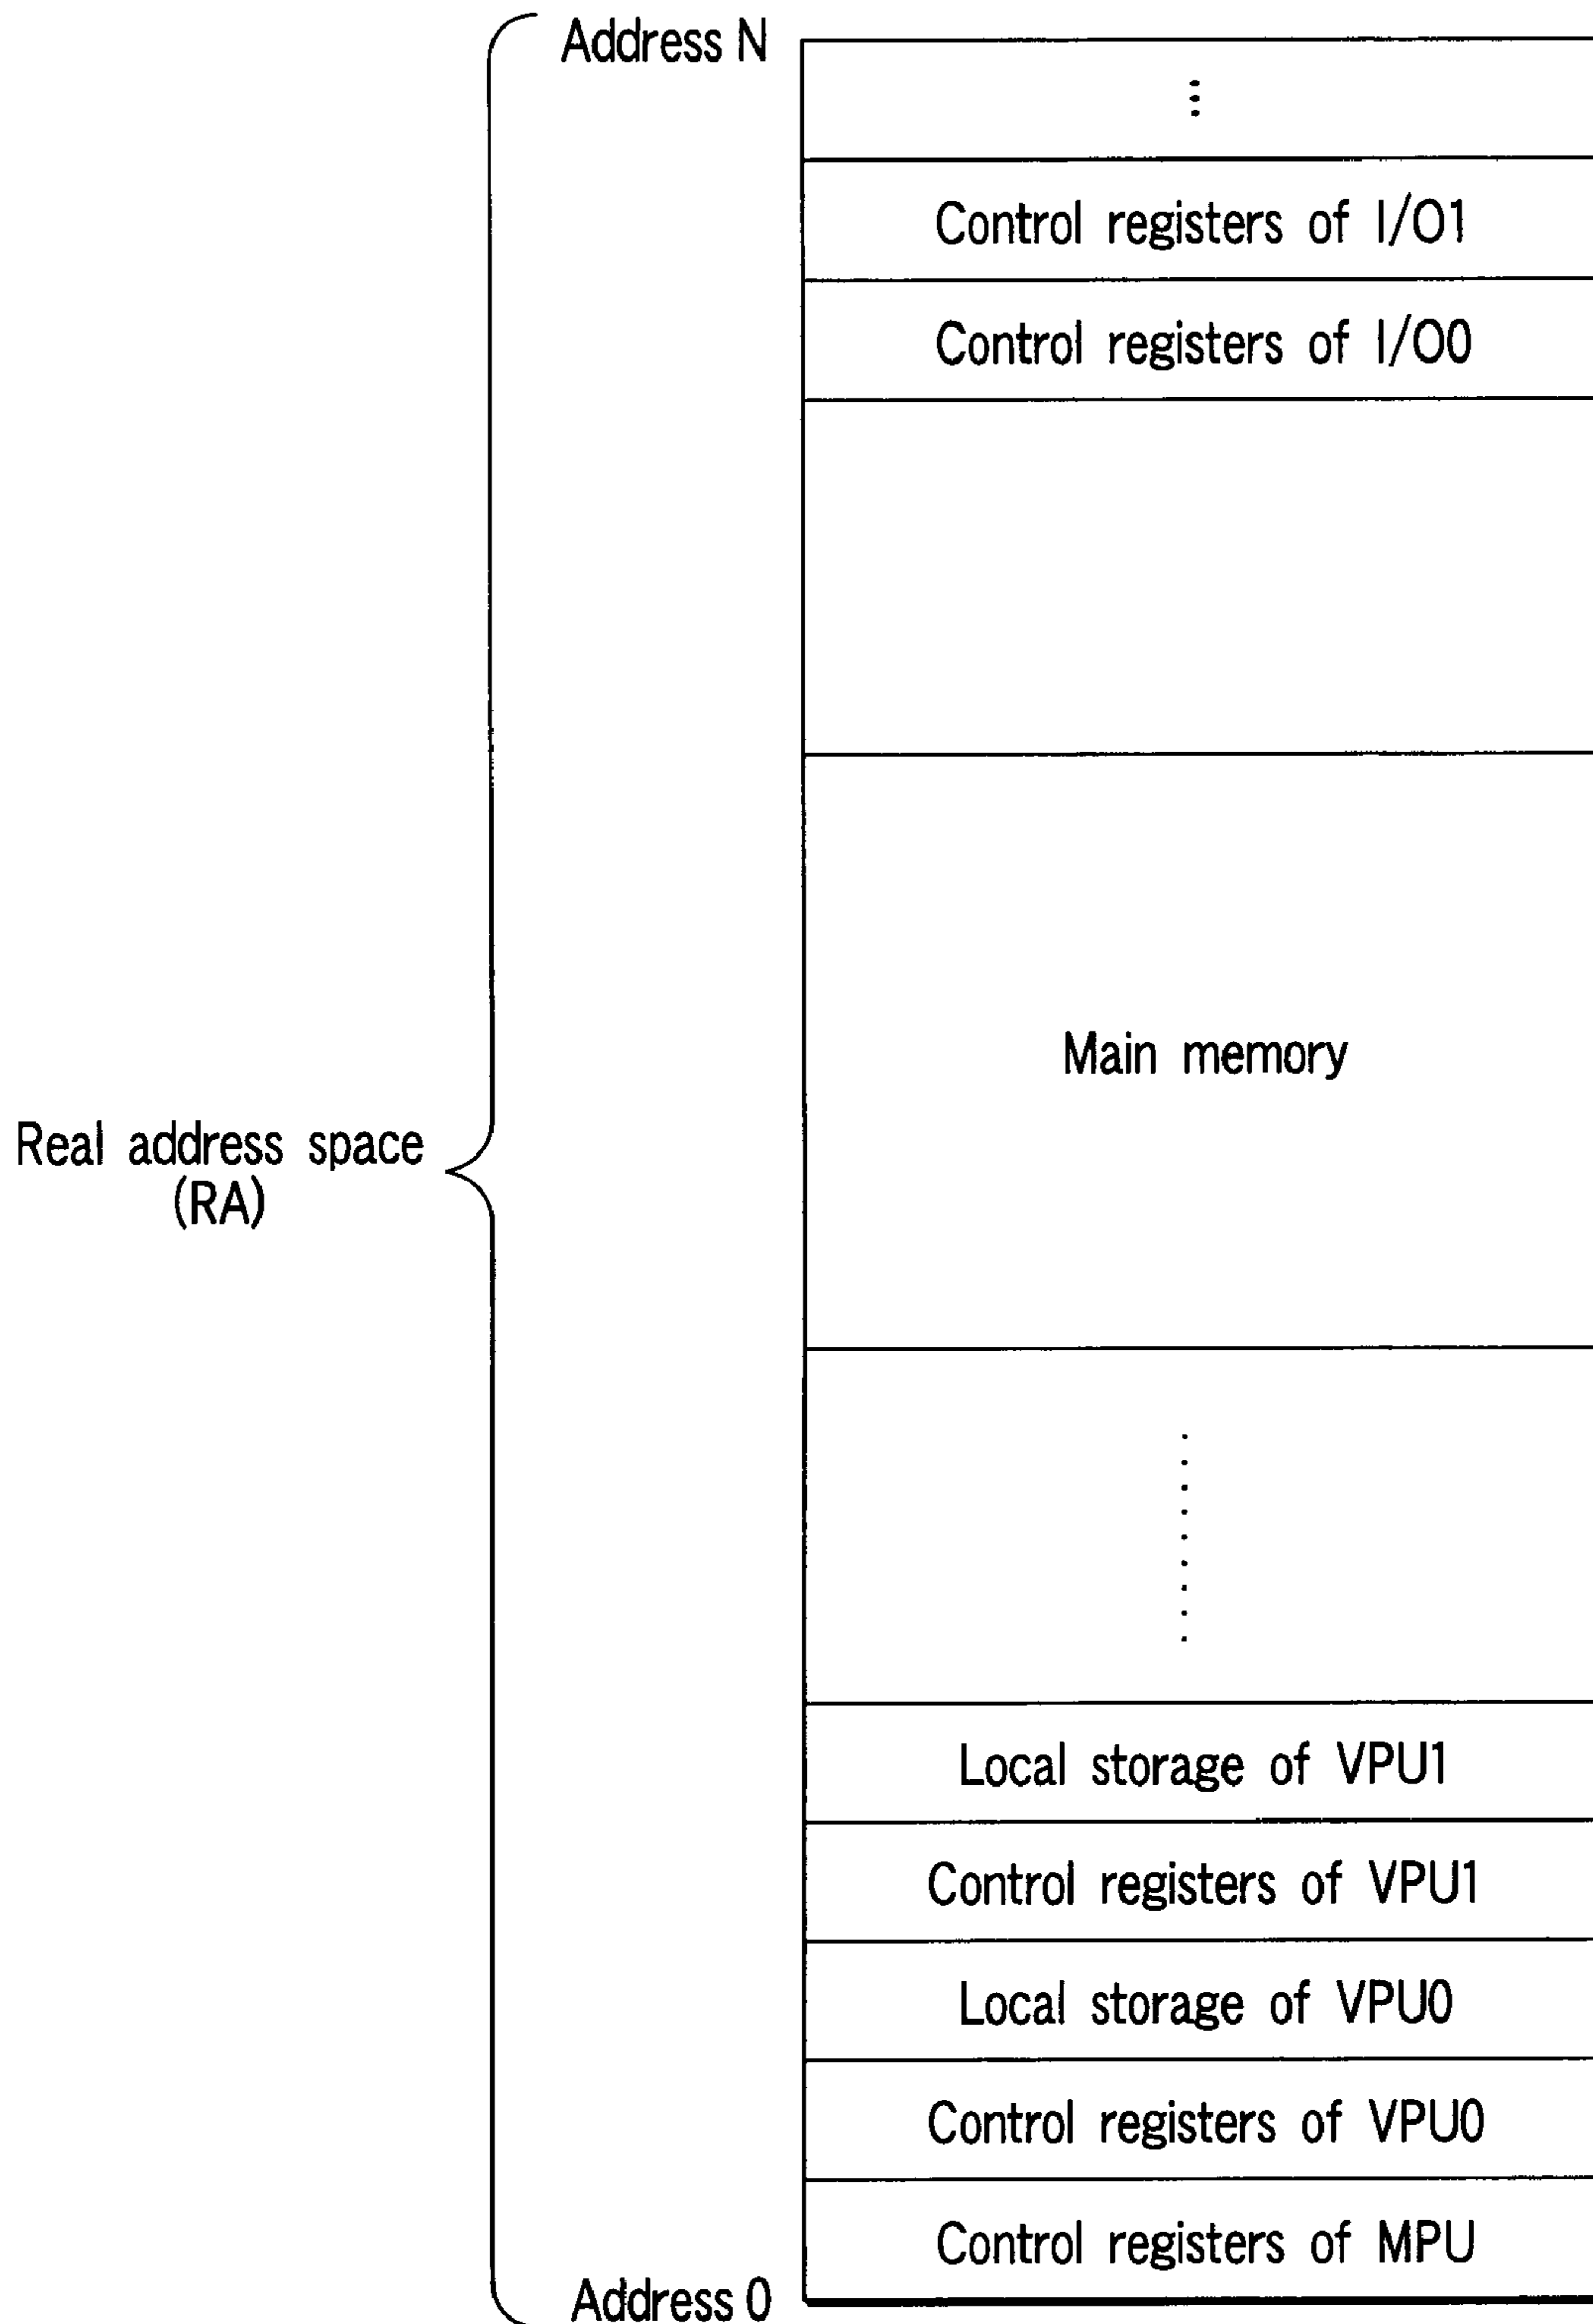 Address N
⋮
Control registers of I/O1
Control registers of I/O0
Main memory
Real address space
(RA)
Local storage of VPU1
Control registers of VPU1
Local storage of VPU0
Control registers of VPU0
Control registers of MPU
Address 0